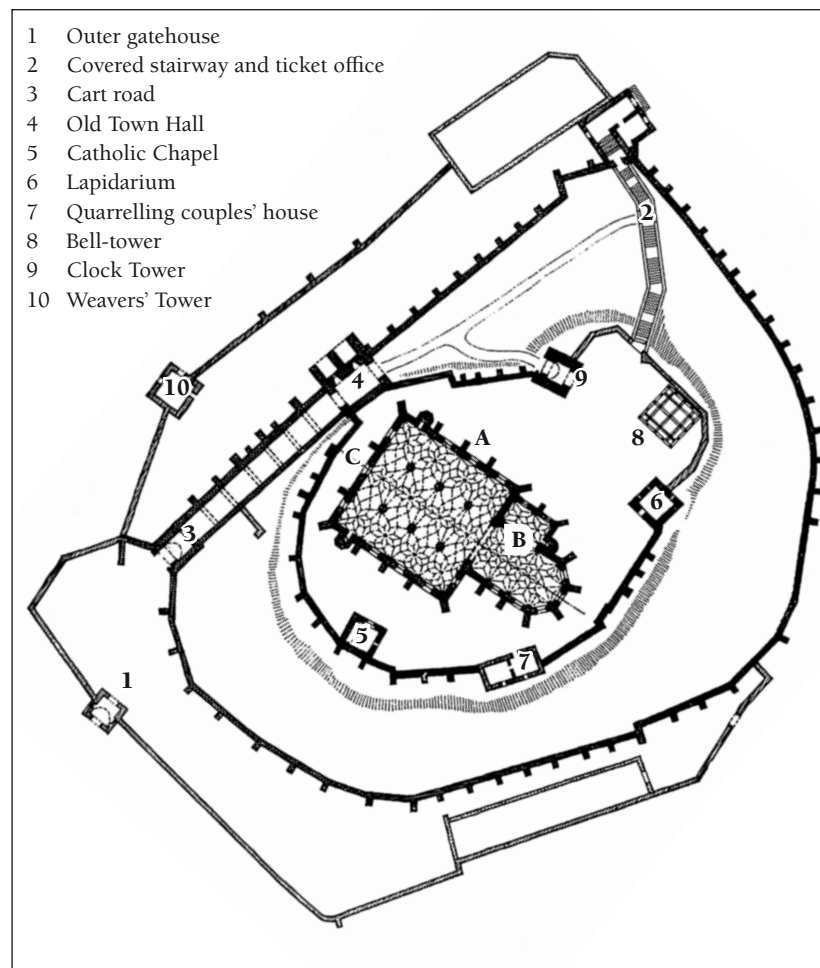 1 Outer gatehouse
2 Covered stairway and ticket office
3 Cart road
4 Old Town Hall
5 Catholic Chapel
6 Lapidarium
7 Quarrelling couples’ house
8 Bell-tower
9 Clock Tower
10 Weavers’ Tower
2
10
4
9
A
8
C
6
3
B
5
7
1